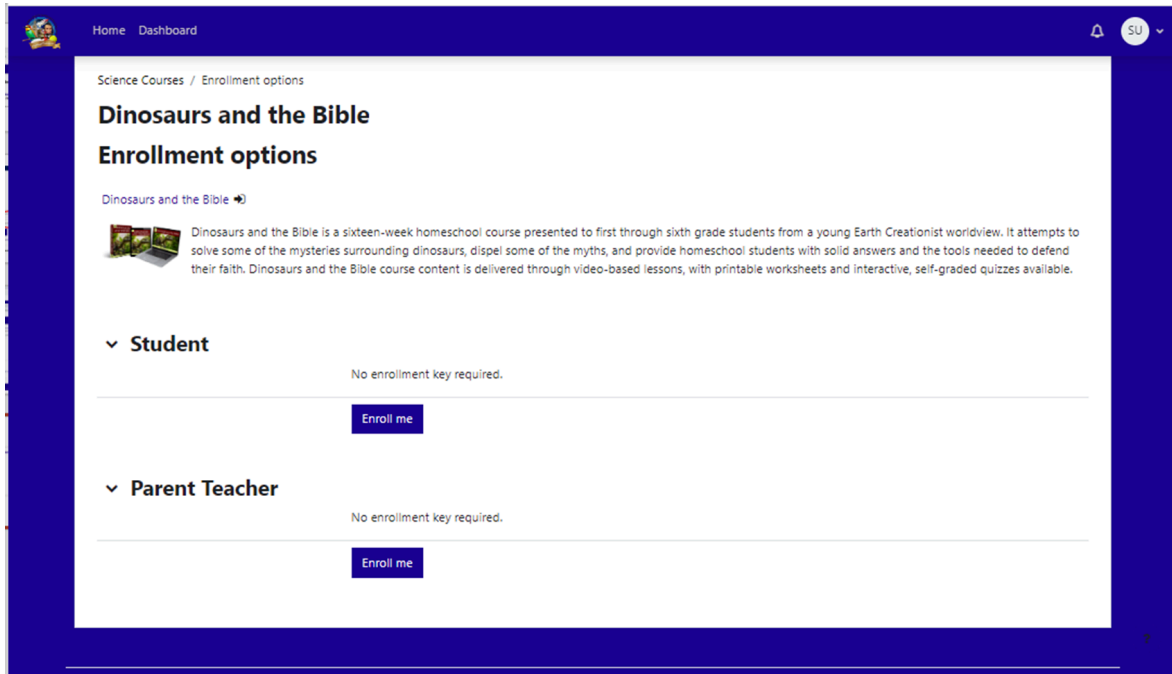 Home Dashboard
SU
Science Courses / Enrollment options
Dinosaurs and the Bible
Enrollment options
Dinosaurs and the Bible
Dinosaurs and the Bible is a sixteen-week homeschool course presented to first through sixth grade students from a young Earth Creationist worldview. It attempts to
solve some of the mysteries surrounding dinosaurs, dispel some of the myths, and provide homeschool students with solid answers and the tools needed to defend
their faith. Dinosaurs and the Bible course content is delivered through video-based lessons, with printable worksheets and interactive, self-graded quizzes available.
Student
No enrollment key required.
Enroll me
Parent Teacher
No enrollment key required.
Enroll me